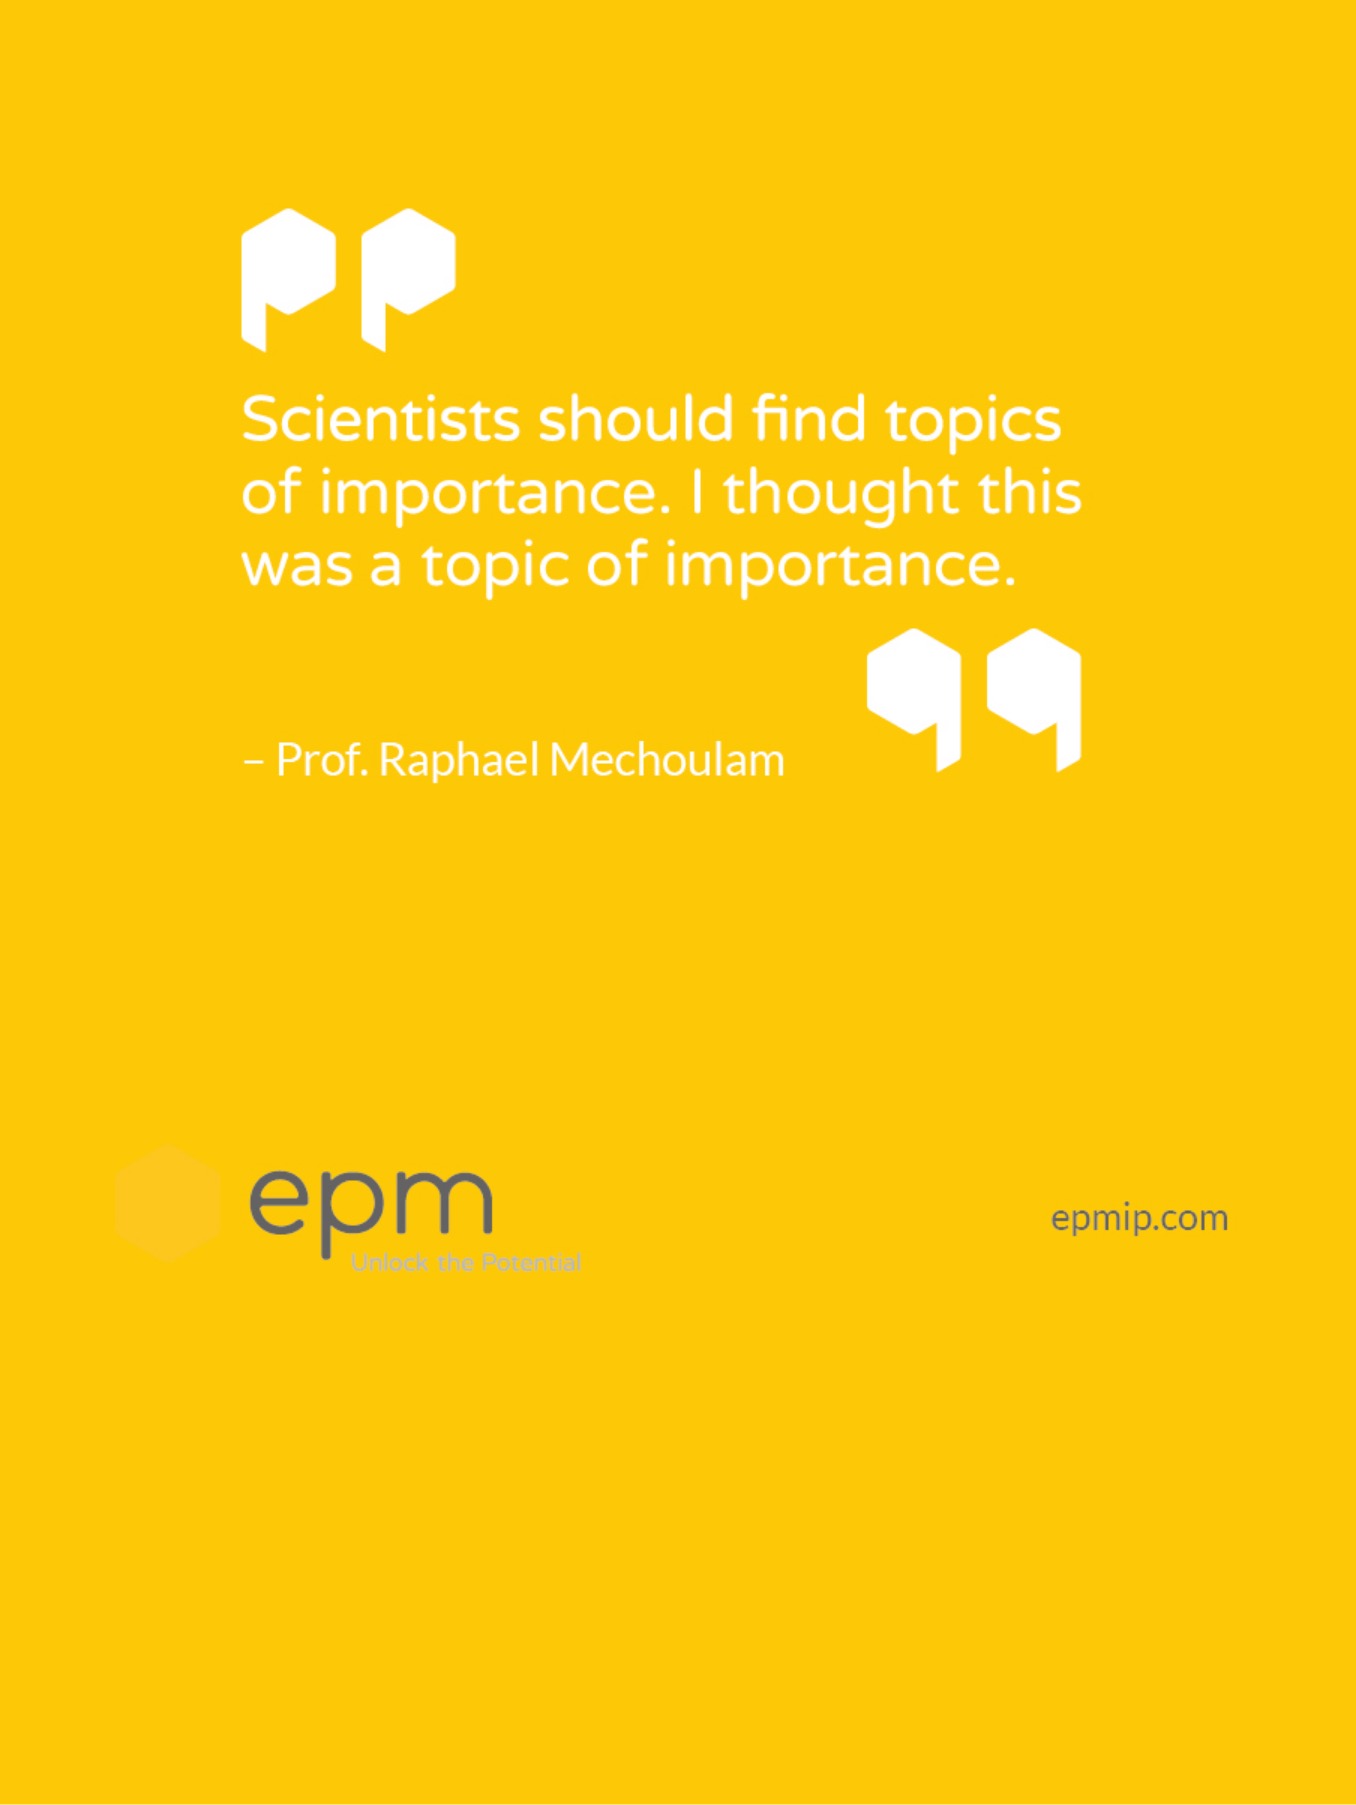 Scientists should find topics
of importance. I thought this
was a topic of importance.
– Prof. Raphael Mechoulam
epm
Unlock the Potential
epmip.com